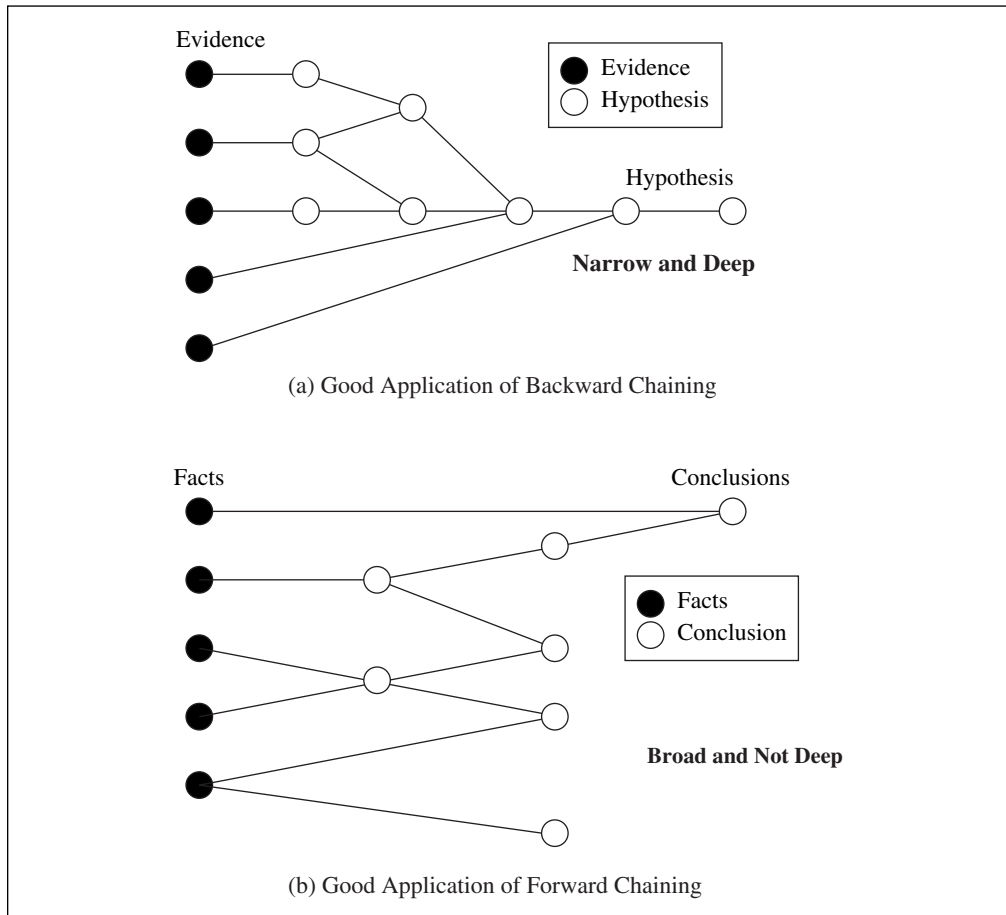 Evidence
Evidence
Hypothesis
Hypothesis
Narrow and Deep
(a) Good Application of Backward Chaining
Facts
Conclusions
Facts
Conclusion
Broad and Not Deep
(b) Good Application of Forward Chaining